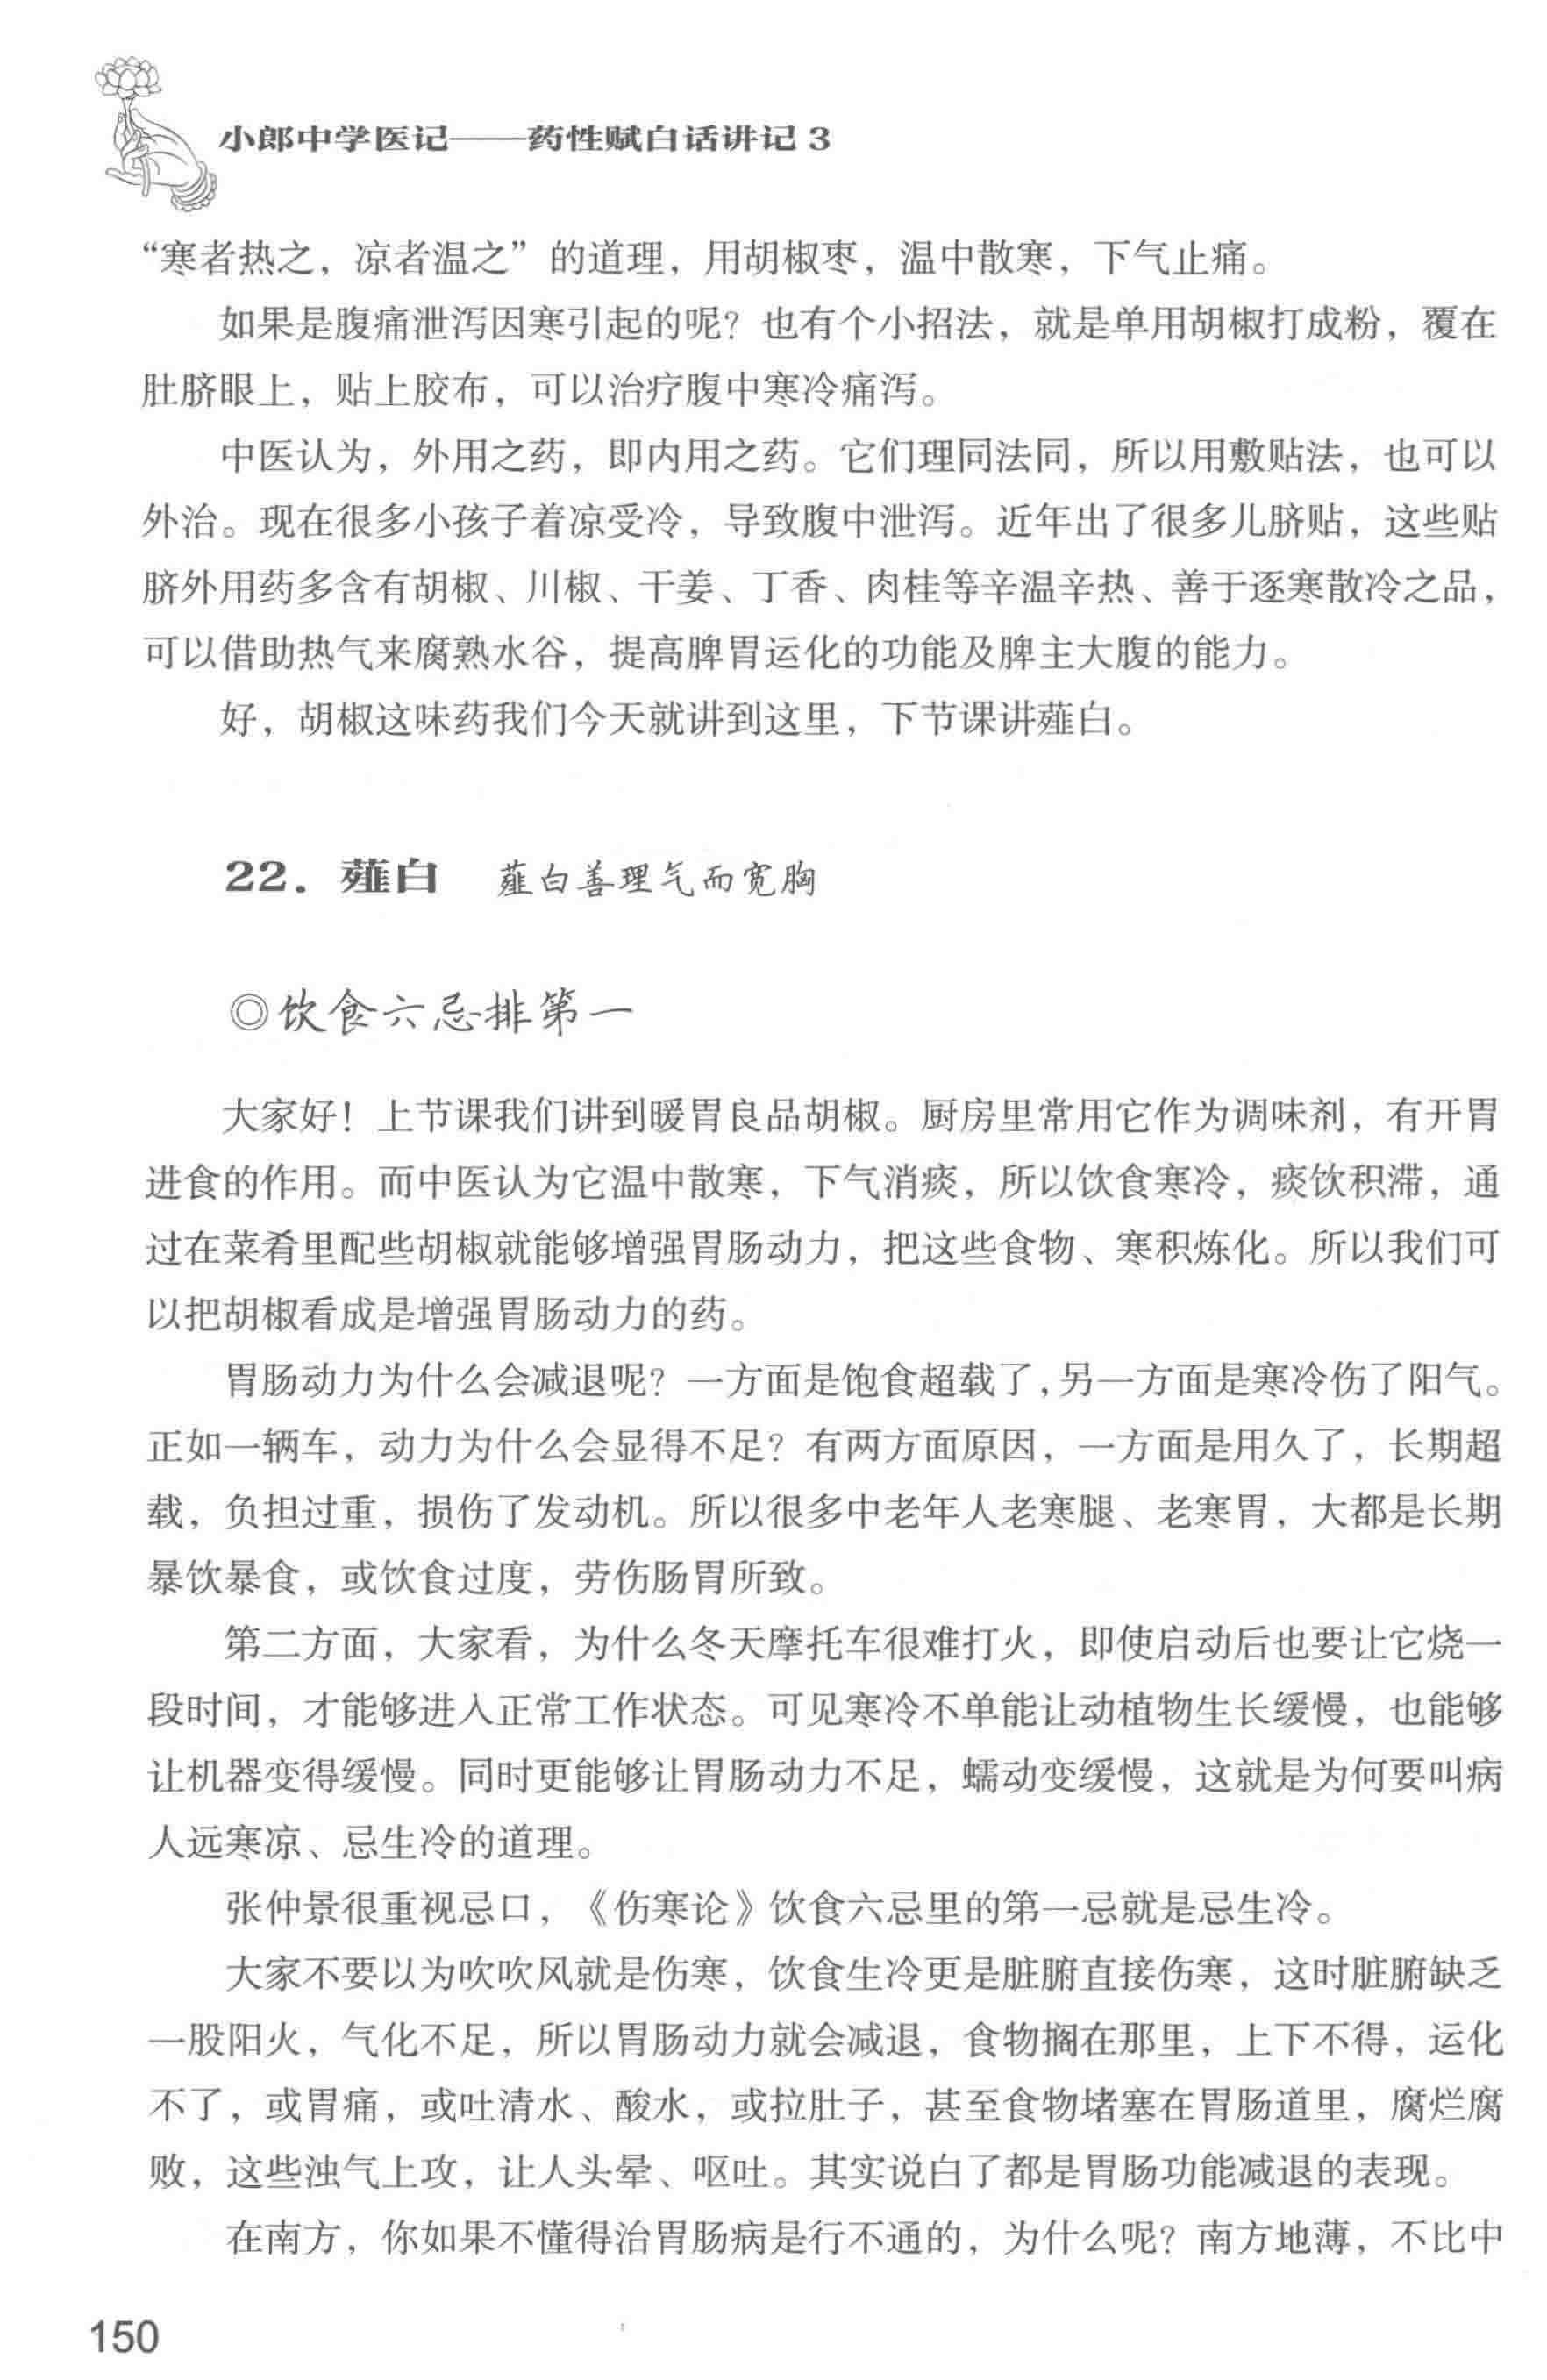 小郎中学医记——药性赋白话讲记 3
“寒者热之，凉者温之”的道理，用胡椒枣，温中散寒，下气止痛。
如果是腹痛泄泻因寒引起的呢？也有个小招法，就是单用胡椒打成粉，覆在
肚脐眼上，贴上胶布，可以治疗腹中寒冷痛泻。
中医认为，外用之药，即内用之药。它们理同法同，所以用敷贴法，也可以
外治。现在很多小孩子着凉受冷，导致腹中泄泻。近年出了很多儿脐贴，这些贴
脐外用药多含有胡椒、川椒、干姜、丁香、肉桂等辛温辛热、善于逐寒散冷之品，
可以借助热气来腐熟水谷，提高脾胃运化的功能及脾主大腹的能力。
好，胡椒这味药我们今天就讲到这里，下节课讲薤白。
22. 薤白 薤白善理气而宽胸
◎饮食六忌排第一
大家好！上节课我们讲到暖胃良品胡椒。厨房里常用它作为调味剂，有开胃
进食的作用。而中医认为它温中散寒，下气消痰，所以饮食寒冷，痰饮积滞，通
过在菜肴里配些胡椒就能够增强胃肠动力，把这些食物、寒积炼化。所以我们可
以把胡椒看成是增强胃肠动力的药。
胃肠动力为什么会减退呢？一方面是饱食超载了，另一方面是寒冷伤了阳气。
正如一辆车，动力为什么会显得不足？有两方面原因，一方面是用久了，长期超
载，负担过重，损伤了发动机。所以很多中老年人老寒腿、老寒胃，大都是长期
暴饮暴食，或饮食过度，劳伤肠胃所致。
第二方面，大家看，为什么冬天摩托车很难打火，即使启动后也要让它烧一
段时间，才能够进入正常工作状态。可见寒冷不单能让动植物生长缓慢，也能够
让机器变得缓慢。同时更能够让胃肠动力不足，蠕动变缓慢，这就是为何要叫病
人远寒凉、忌生冷的道理。
张仲景很重视忌口，《伤寒论》饮食六忌里的第一忌就是忌生冷。
大家不要以为吹吹风就是伤寒，饮食生冷更是脏腑直接伤寒，这时脏腑缺乏
一股阳火，气化不足，所以胃肠动力就会减退，食物搁在那里，上下不得，运化
不了，或胃痛，或吐清水、酸水，或拉肚子，甚至食物堵塞在胃肠道里，腐烂腐
败，这些浊气上攻，让人头晕、呕吐。其实说白了都是胃肠功能减退的表现。
在南方，你如果不懂得治胃肠病是行不通的，为什么呢？南方地薄，不比中
150